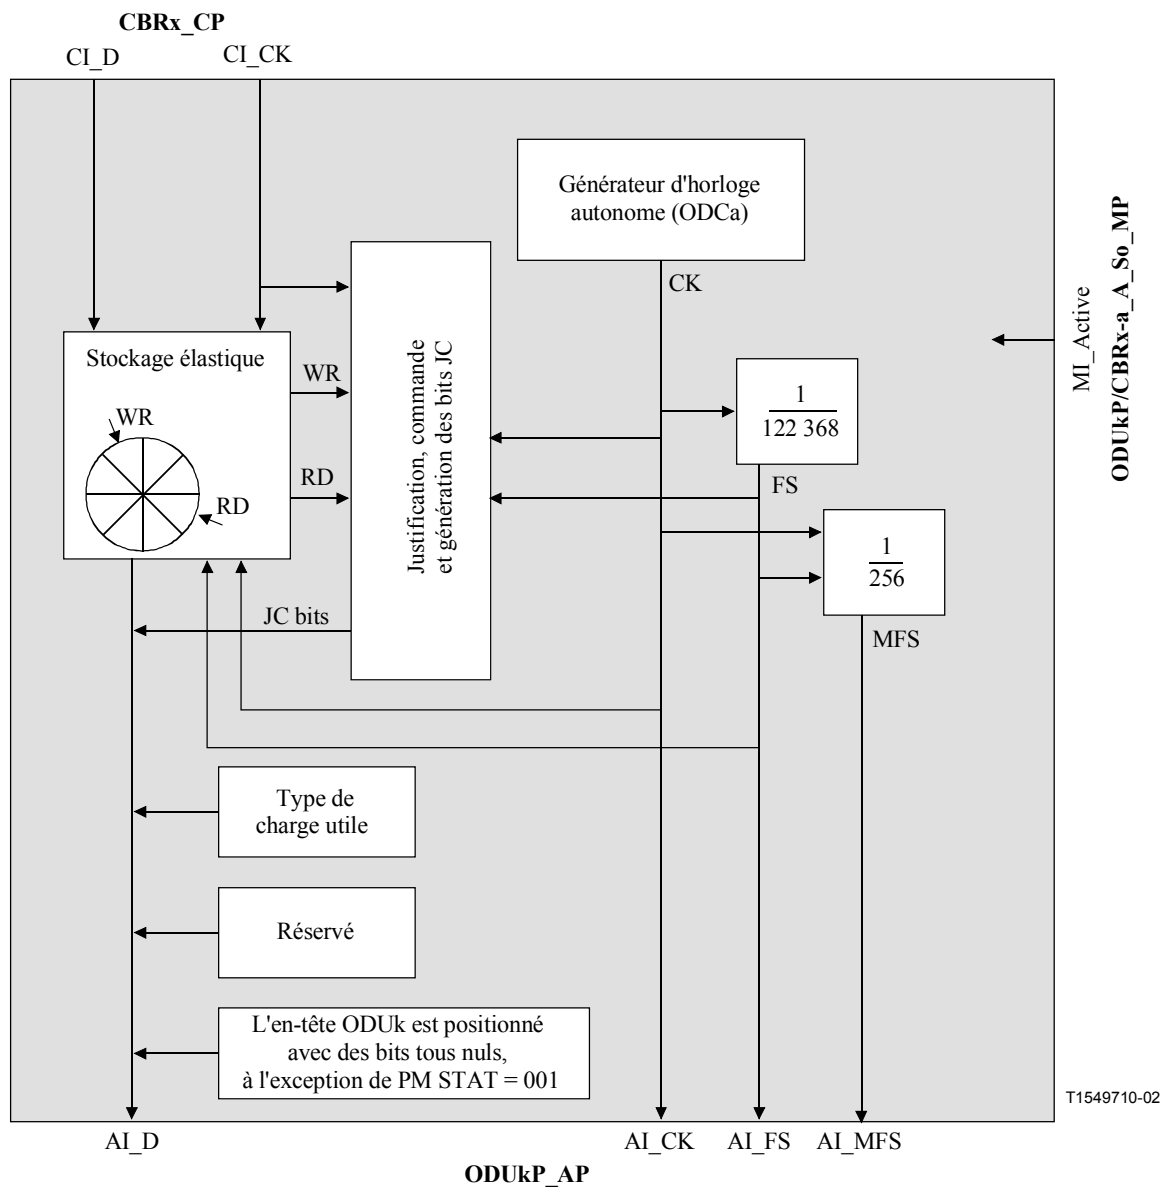 CBRx_CP
CI_D
CI_CK
Générateur d'horloge
autonome (ODCa)
CK
MI_Active
ODUkP/CBRx-a_A_So_MP
Stockage élastique
WR
RD
WR
RD
Justification, commande
et génération des bits JC
1
122 368
FS
1
256
MFS
JC bits
Type de
charge utile
Réservé
L'en-tête ODUk est positionné
avec des bits tous nuls,
à l'exception de PM STAT = 001
T1549710-02
AI_D
AI_CK
AI_FS
AI_MFS
ODUkP_AP